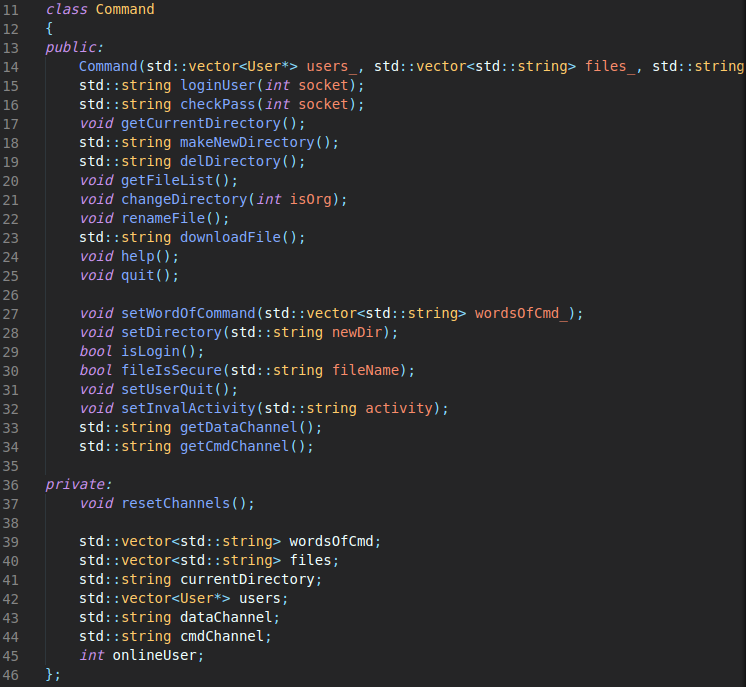 11 class Command
12 {
13 public:
14 Command(std::vector<User*> users_, std::vector<std::string> files_, std::string
15 std::string loginUser(int socket);
16 std::string checkPass(int socket);
17 void getCurrentDirectory();
18 std::string makeNewDirectory();
19 std::string delDirectory();
20 void getFileList();
21 void changeDirectory(int isOrg);
22 void renameFile();
23 std::string downloadFile();
24 void help();
25 void quit();
26
27 void setWordOfCommand(std::vector<std::string> wordsOfCmd_);
28 void setDirectory(std::string newDir);
29 bool isLogin();
30 bool fileIsSecure(std::string fileName);
31 void setUserQuit();
32 void setInvalActivity(std::string activity);
33 std::string getDataChannel();
34 std::string getCmdChannel();
35
36 private:
37 void resetChannels();
38
39 std::vector<std::string> wordsOfCmd;
40 std::vector<std::string> files;
41 std::string currentDirectory;
42 std::vector<User*> users;
43 std::string dataChannel;
44 std::string cmdChannel;
45 int onlineUser;
46 };